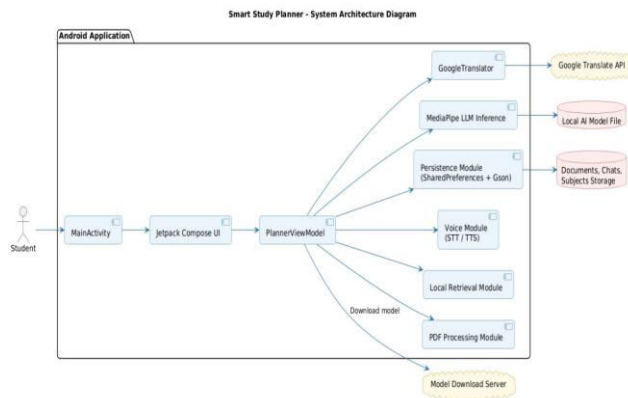 Smart Study Planner - System Architecture Diagram
Android Application
GoogleTranslator
Google Translate API
MediaPipe LLM Inference
Local AI Model File
Persistence Module
(SharedPreferences + Gson)
Documents, Chats,
Subjects Storage
Student
MainActivity
Jetpack Compose UI
PlannerViewModel
Voice Module
(STT / TTS)
Local Retrieval Module
Download model
PDF Processing Module
Model Download Server